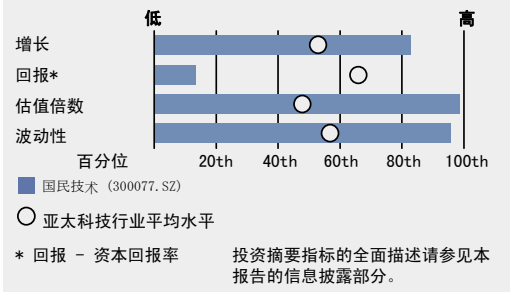 低 高
增长
回报*
估值倍数
波动性
百分位 20th 40th 60th 80th 100th
国民技术 (300077.SZ)
亚太科技行业平均水平
* 回报 - 资本回报率 投资摘要指标的全面描述请参见本
报告的信息披露部分。